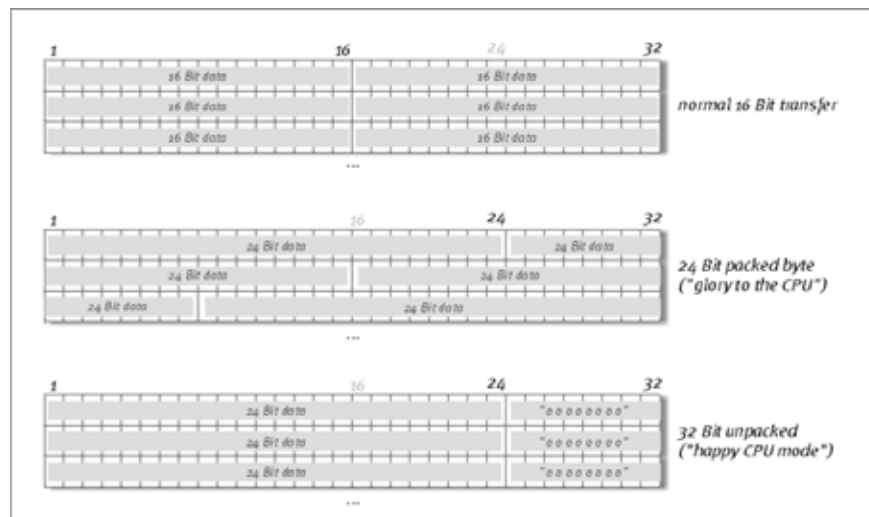 1 16 24 32
16 Bit data 16 Bit data
16 Bit data 16 Bit data
16 Bit data 16 Bit data
normal 16 Bit transfer
...
1 16 24 32
24 Bit data 24 Bit data
24 Bit data 24 Bit data
24 Bit data 24 Bit data
24 Bit packed byte
("glory to the CPU")
...
1 16 24 32
24 Bit data "00000000"
24 Bit data "00000000"
24 Bit data "00000000"
32 Bit unpacked
("happy CPU mode")
...